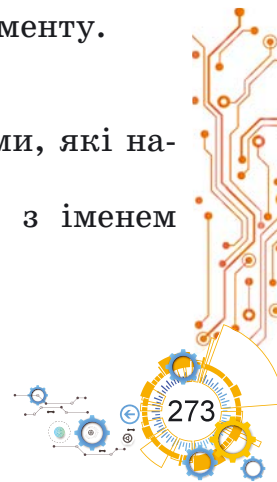 менту.
ми, які на-
з іменем
273